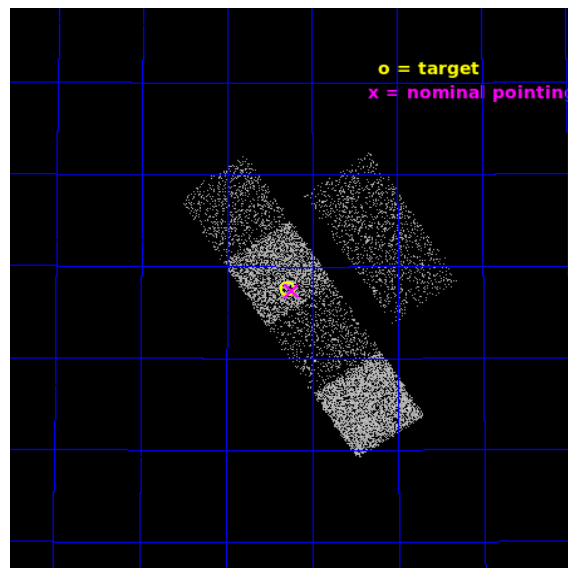 o = target
x = nominal pointing